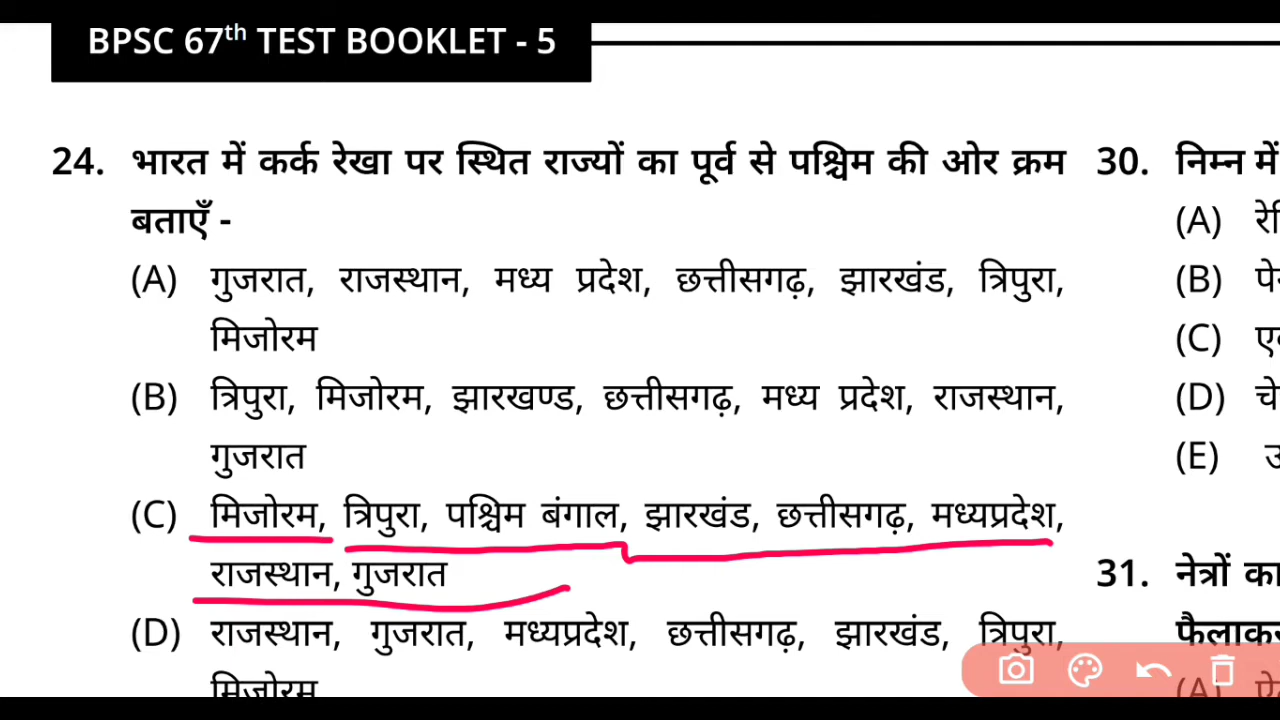 BPSC 67th TEST BOOKLET - 5
24. भारत में कर्क रेखा पर स्थित राज्यों का पूर्व से पश्चिम की ओर क्रम
बताएँ -
(A) गुजरात, राजस्थान, मध्य प्रदेश, छत्तीसगढ़, झारखंड, त्रिपुरा,
मिजोरम
(B) त्रिपुरा, मिजोरम, झारखण्ड, छत्तीसगढ़, मध्य प्रदेश, राजस्थान,
गुजरात
(C) मिजोरम, त्रिपुरा, पश्चिम बंगाल, झारखंड, छत्तीसगढ़, मध्यप्रदेश,
राजस्थान, गुजरात
(D) राजस्थान, गुजरात, मध्यप्रदेश, छत्तीसगढ़, झारखंड, त्रिपुरा,
मिजोरम
30. निम्न में
(A)
(B)
(C)
(D)
(E)
31. नेत्रों का
(A)